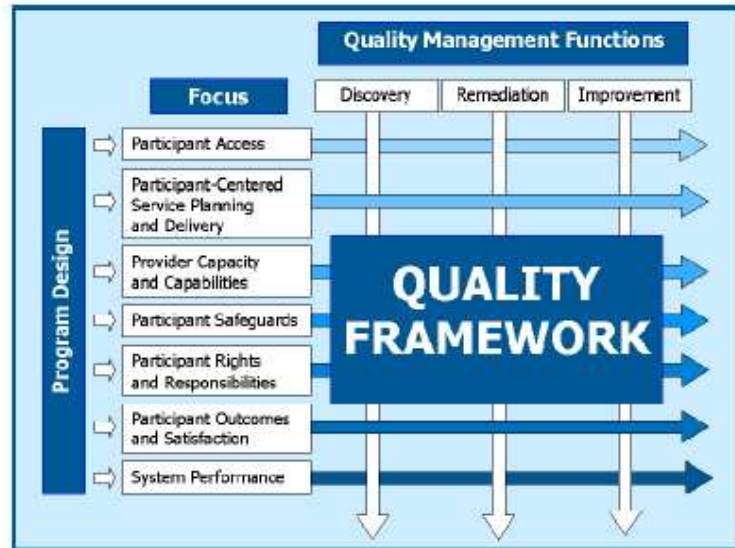 Quality Management Functions
Focus
Discovery
Remediation
Improvement
Program Design
Participant Access
Participant-Centered
Service Planning
and Delivery
Provider Capacity
and Capabilities
Participant Safeguards
Participant Rights
and Responsibilities
Participant Outcomes
and Satisfaction
System Performance
QUALITY
FRAMEWORK